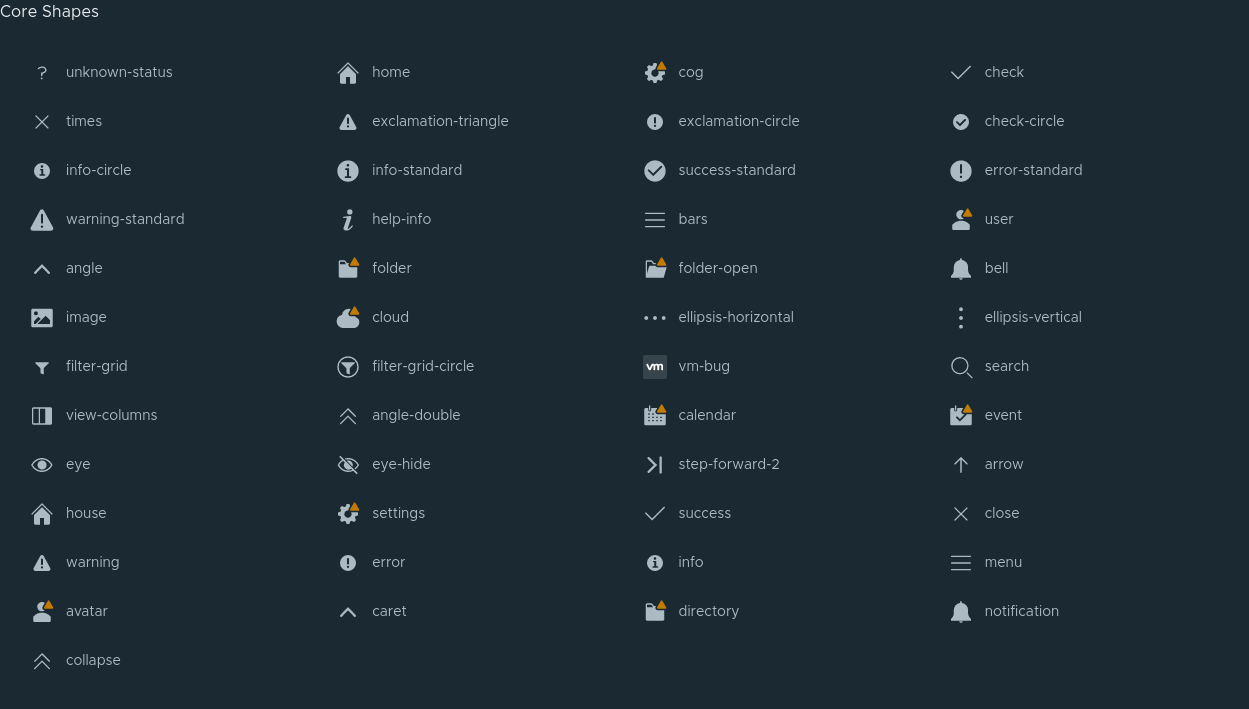 Core Shapes
unknown-status home cog check
times exclamation-triangle exclamation-circle check-circle
info-circle info-standard success-standard error-standard
warning-standard help-info bars user
angle folder folder-open bell
image cloud ellipsis-horizontal ellipsis-vertical
filter-grid filter-grid-circle vm vm-bug search
view-columns angle-double calendar event
eye eye-hide step-forward-2 arrow
house settings success close
warning error info menu
avatar caret directory notification
collapse